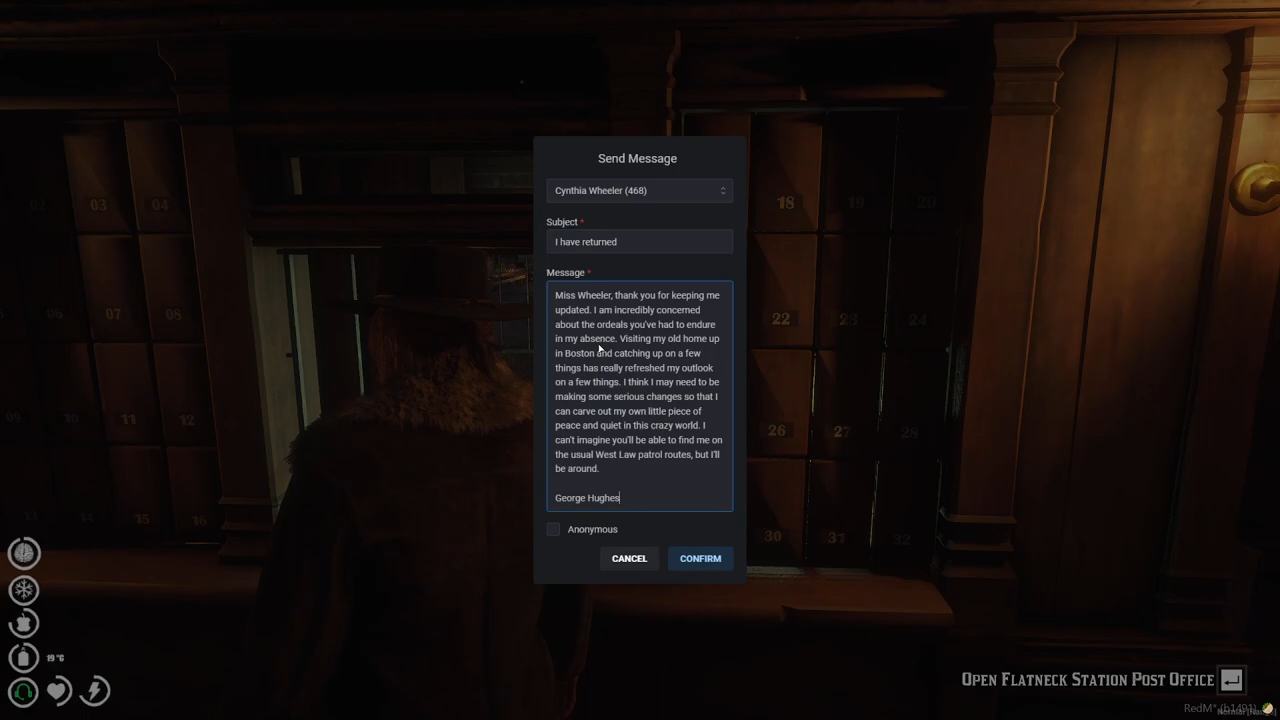 Send Message
Cynthia Wheeler (468)
Subject *
I have returned
Message *
Miss Wheeler, thank you for keeping me
updated. I am incredibly concerned
about the ordeals you've had to endure
in my absence. Visiting my old home up
in Boston and catching up on a few
things has really refreshed my outlook
on a few things. I think I may need to be
making some serious changes so that I
can carve out my own little piece of
peace and quiet in this crazy world. I
can't imagine you'll be able to find me on
the usual West Law patrol routes, but I'll
be around.
George Hughes
Anonymous
CANCEL
CONFIRM
02
03
04
18
19
20
06
07
08
22
23
24
09
11
12
26
27
28
13
14
15
16
30
31
32
19 °C
OPEN FLATNECK STATION POST OFFICE
RedM* (b1491)